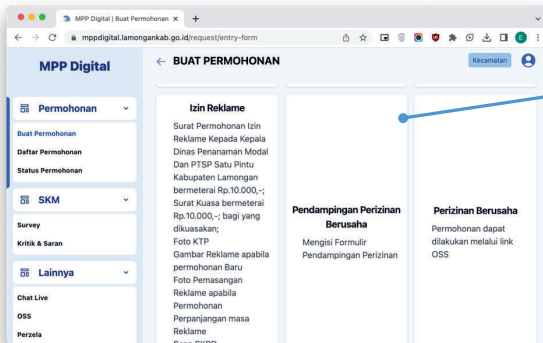 MPP Digital | Buat Permohonan
mppdigital.lamongankab.go.id/request/entry-form
MPP Digital
BUAT PERMOHONAN
Kecamatan
Permohonan
Buat Permohonan
Daftar Permohonan
Status Permohonan
SKM
Survey
Kritik & Saran
Lainnya
Chat Live
OSS
Perzela
Izin Reklame
Surat Permohonan Izin
Reklame Kepada Kepala
Dinas Penanaman Modal
Dan PTSP Satu Pintu
Kabupaten Lamongan
bermeterai Rp.10.000,-;
Surat Kuasa bermeterai
Rp.10.000,-; bagi yang
dikuasakan;
Foto KTP
Gambar Reklame apabila
permohonan Baru
Foto Pemasangan
Reklame apabila
Permohonan
Perpanjangan masa
Reklame
Scan SKPD
Pendampingan Perizinan
Berusaha
Mengisi Formulir
Pendampingan Perizinan
Perizinan Berusaha
Permohonan dapat
dilakukan melalui link
OSS